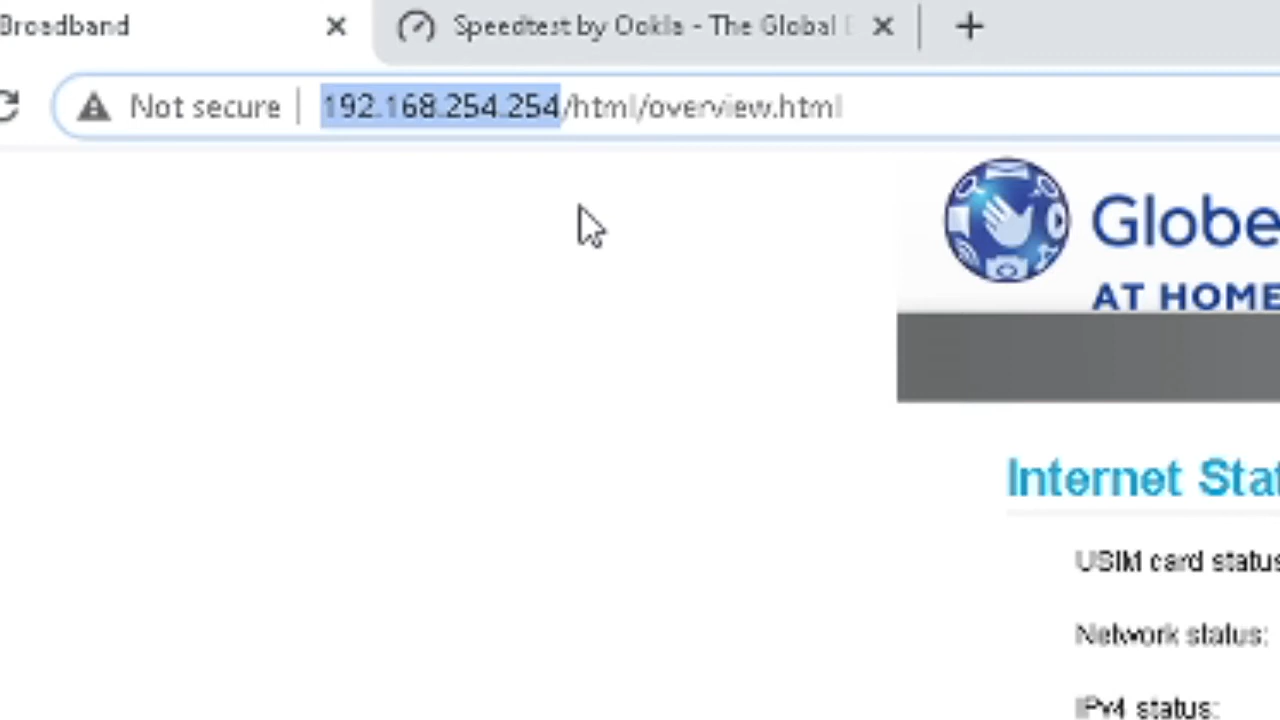 Broadband
Speedtest by Ookla - The Global
Not secure
192.168.254.254/html/overview.html
Globe
AT HOME
Internet Stat
USIM card status
Network status:
IPv4 status: